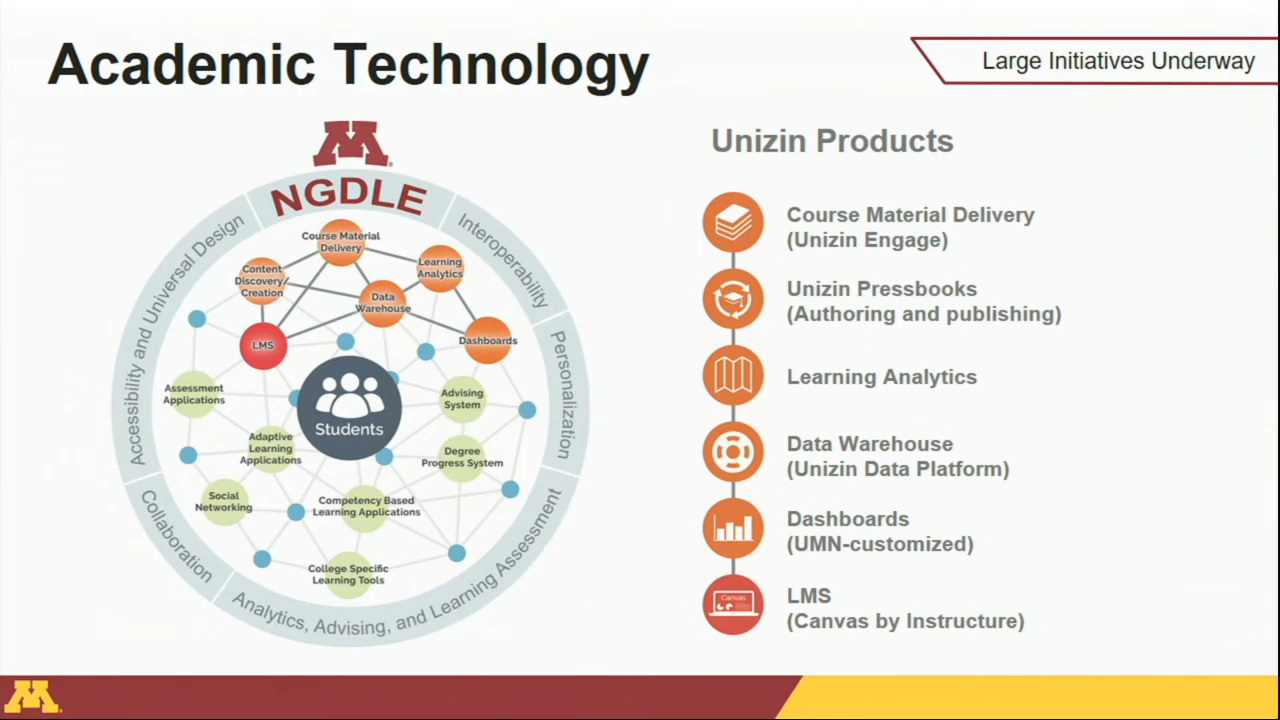 Academic Technology
Large Initiatives Underway
M
NGDLE
Accessibility and Universal Design
Interoperability
Personalization
Analytics, Advising, and Learning Assessment
Collaboration
Course Material
Delivery
Content
Discovery/
Creation
Learning
Analytics
Data
Warehouse
LMS
Dashboards
Assessment
Applications
Students
Advising
System
Adaptive
Learning
Applications
Degree
Progress System
Social
Networking
Competency Based
Learning Applications
College Specific
Learning Tools
Unizin Products
Course Material Delivery
(Unizin Engage)
Unizin Pressbooks
(Authoring and publishing)
Learning Analytics
Data Warehouse
(Unizin Data Platform)
Dashboards
(UMN-customized)
Canvas
LMS
(Canvas by Instructure)
M